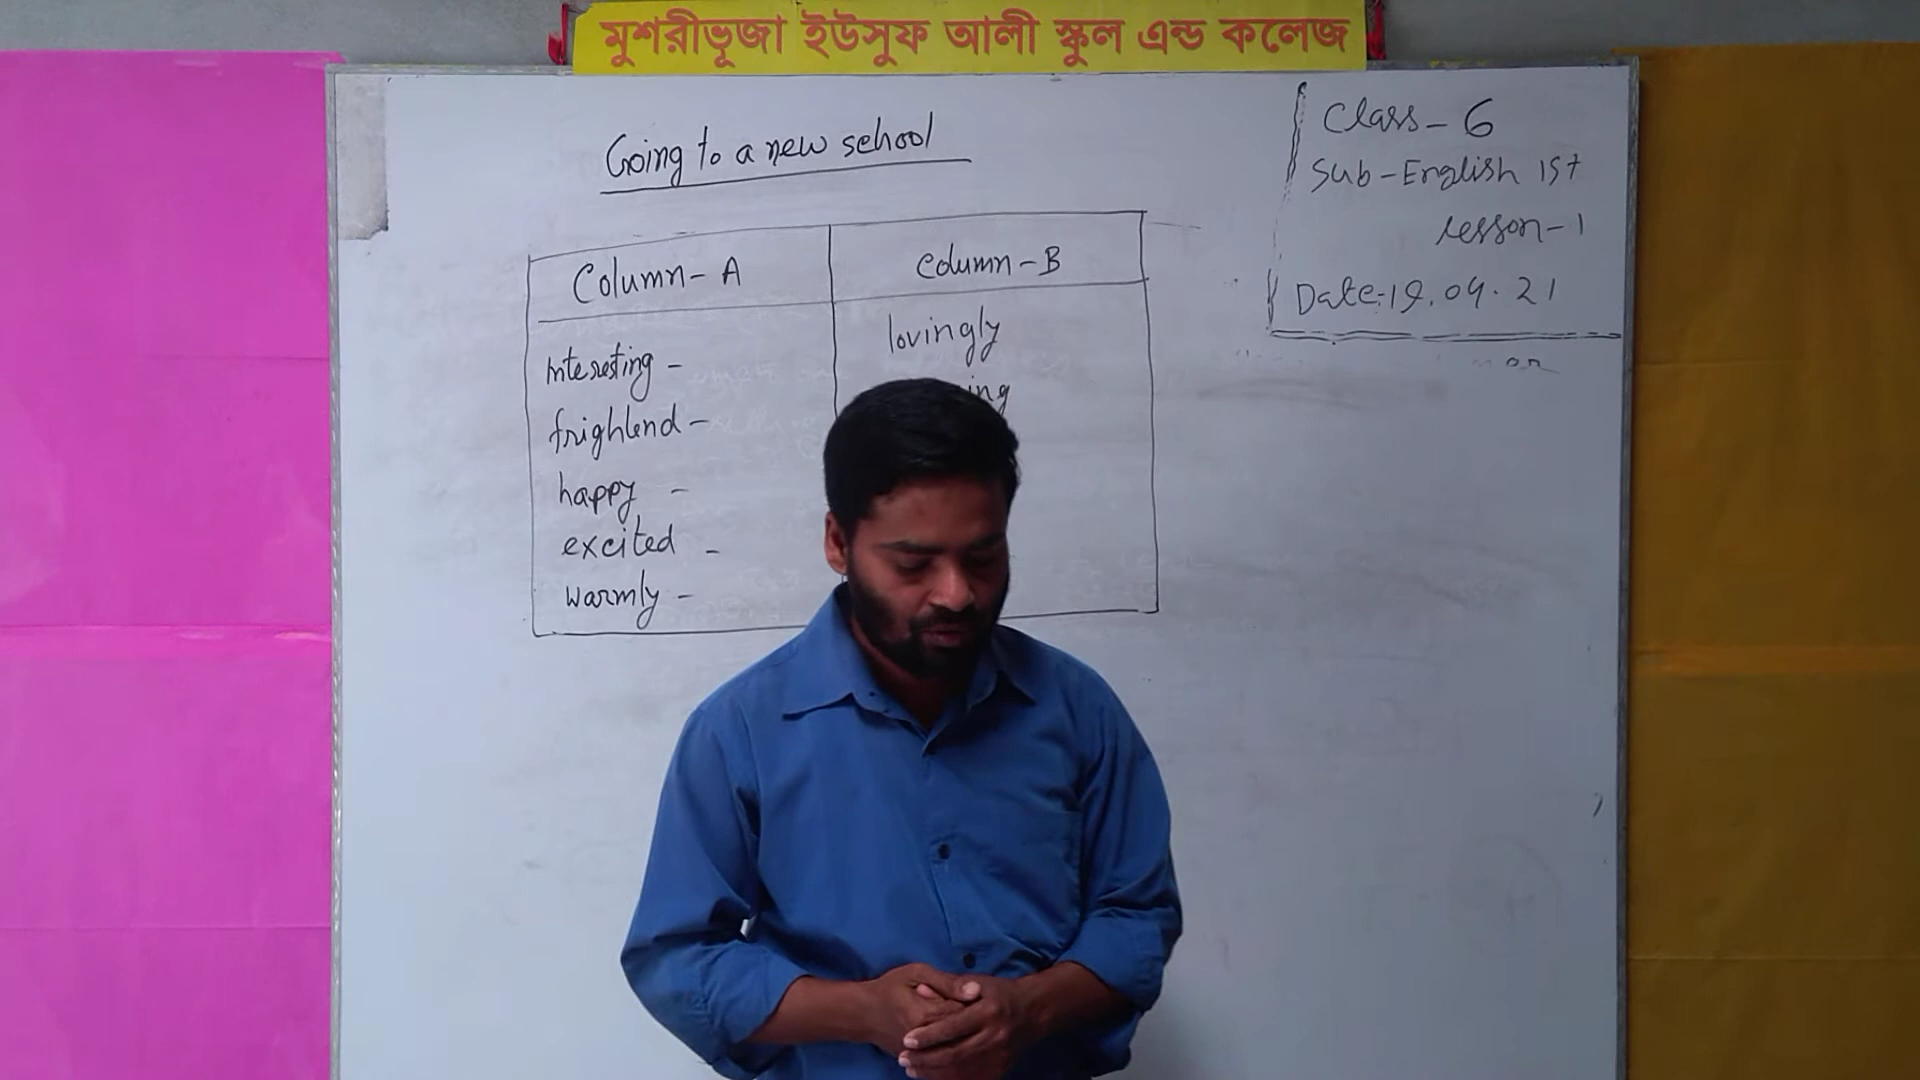 মুশরীভূজা ইউসুফ আলী স্কুল এন্ড কলেজ
Going to a new school
Class - 6
Sub - English 1st
lesson - 1
Date: 19.04.21
Column - A
Column - B
Interesting -
frighlend -
happy -
excited -
warmly -
lovingly